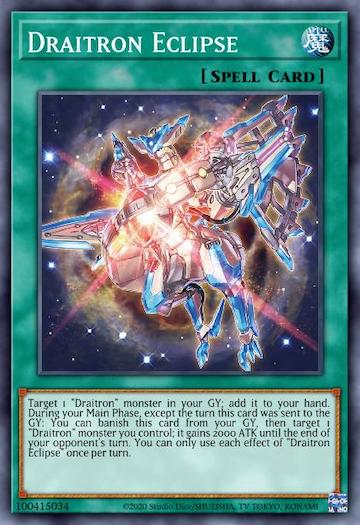 Draitron Eclipse
[Spell Card]
Target 1 "Draitron" monster in your GY; add it to your hand.
During your Main Phase, except the turn this card was sent to
the GY: You can banish this card from your GY, then target 1
"Draitron" monster you control; it gains 2000 ATK until the end of
your opponent's turn. You can only use each effect of "Draitron
Eclipse" once per turn.
100415034
©2020 Studio Dice/SHUEISHA, TV TOKYO, KONAMI